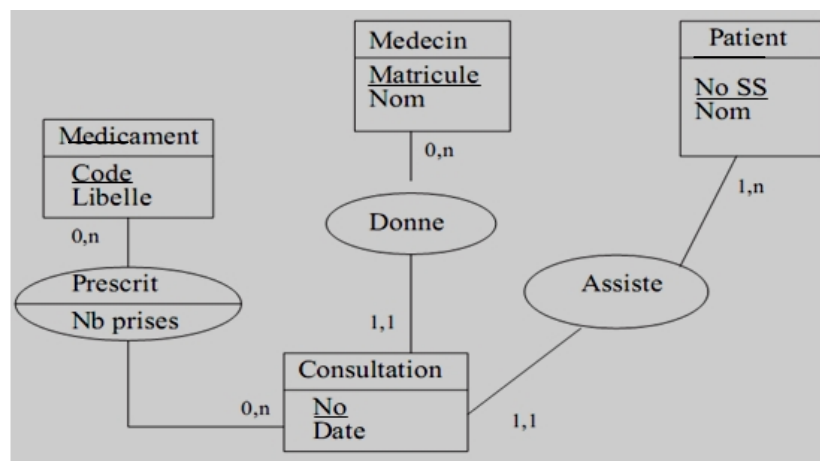 Medecin
Matricule
Nom
0,n
Patient
No SS
Nom
1,n
Medicament
Code
Libelle
0,n
Donne
Prescrit
Nb prises
Assiste
1,1
Consultation
No
Date
0,n
1,1